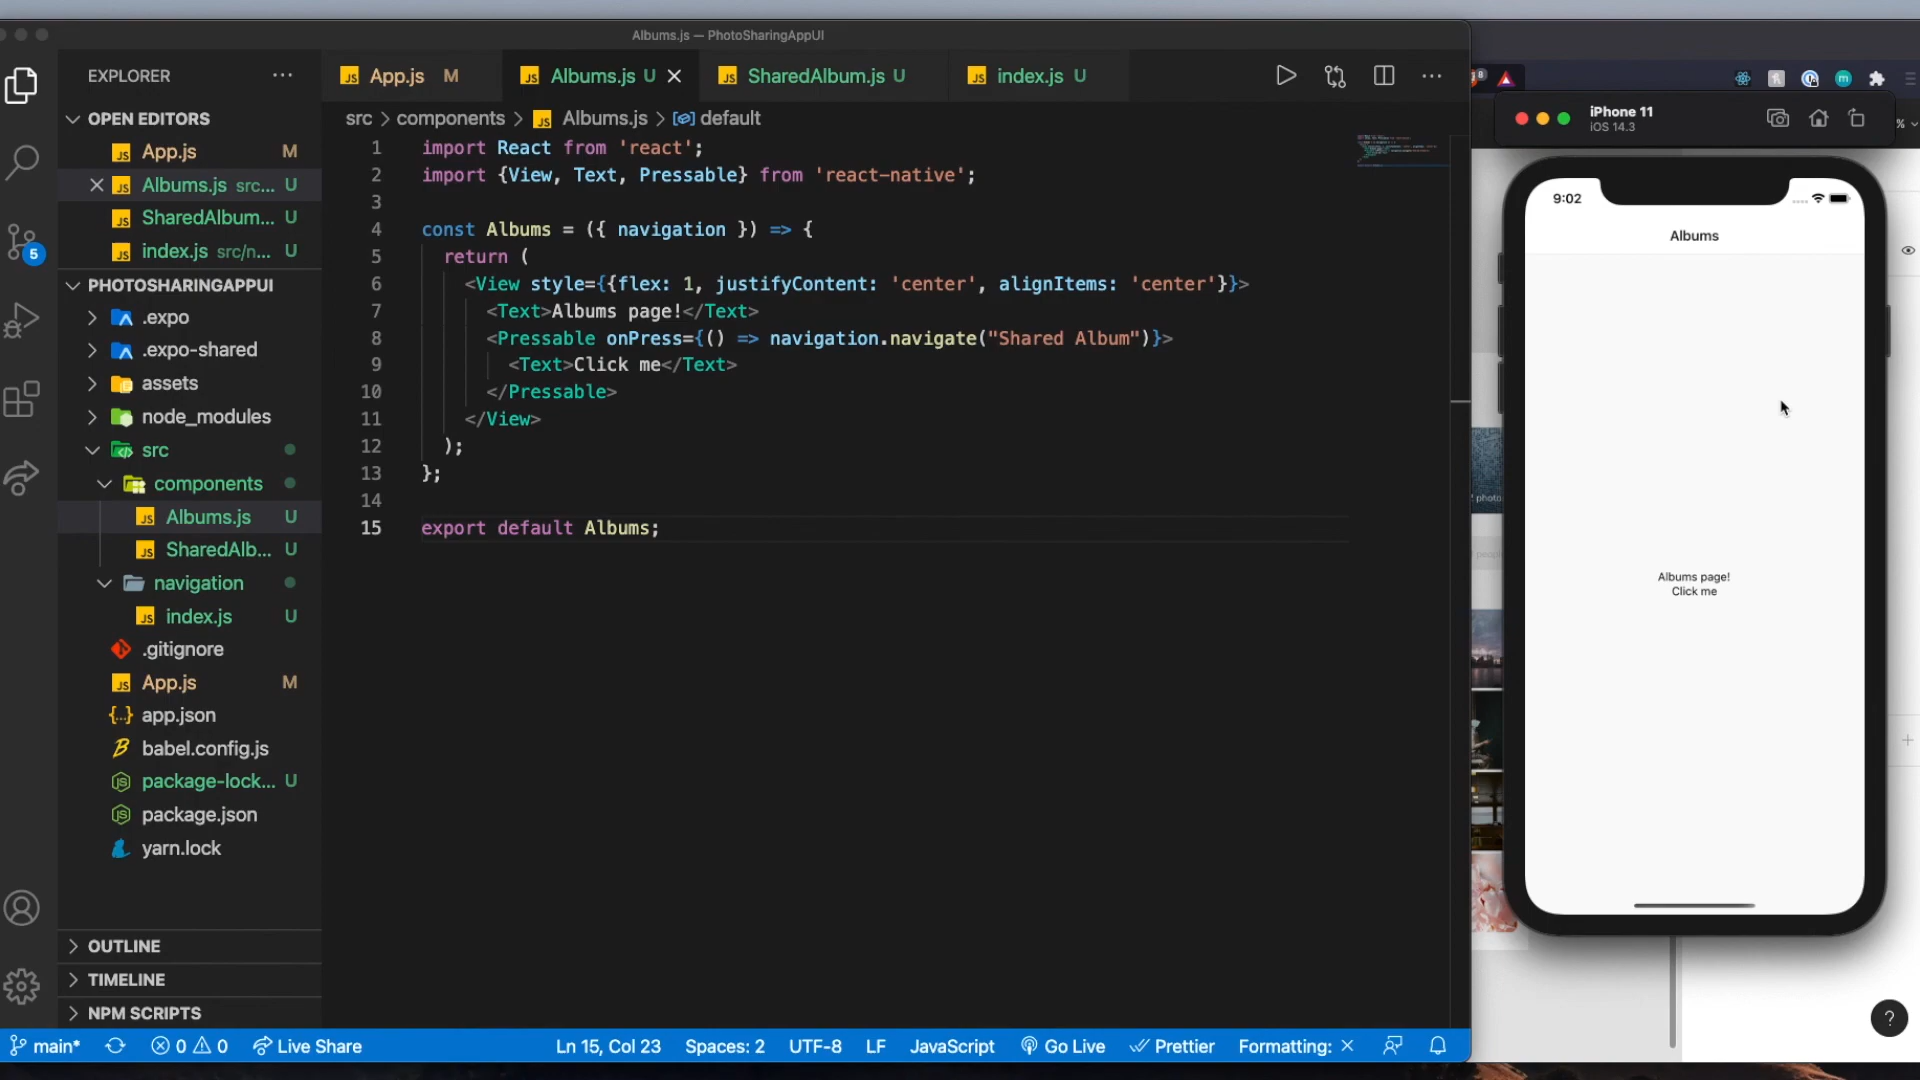 Albums.js — PhotoSharingAppUI
EXPLORER
OPEN EDITORS
App.js M
Albums.js src... U
SharedAlbum... U
index.js src/n... U
PHOTOSHARINGAPPUI
.expo
.expo-shared
assets
node_modules
src
components
Albums.js U
SharedAlb... U
navigation
index.js U
.gitignore
App.js M
app.json
babel.config.js
package-lock... U
package.json
yarn.lock
OUTLINE
TIMELINE
NPM SCRIPTS
App.js M
Albums.js U
SharedAlbum.js U
index.js U
src > components > Albums.js > default
1 import React from 'react';
2 import {View, Text, Pressable} from 'react-native';
3
4 const Albums = ({ navigation }) => {
5 return (
6 <View style={{flex: 1, justifyContent: 'center', alignItems: 'center'}}>
7 <Text>Albums page!</Text>
8 <Pressable onPress={() => navigation.navigate("Shared Album")}>
9 <Text>Click me</Text>
10 </Pressable>
11 </View>
12 );
13 };
14
15 export default Albums;
iPhone 11
iOS 14.3
9:02
Albums
Albums page!
Click me
photo
peopl
8
m
%
?
5
main* 0 0 Live Share Ln 15, Col 23 Spaces: 2 UTF-8 LF JavaScript Go Live Prettier Formatting: ×